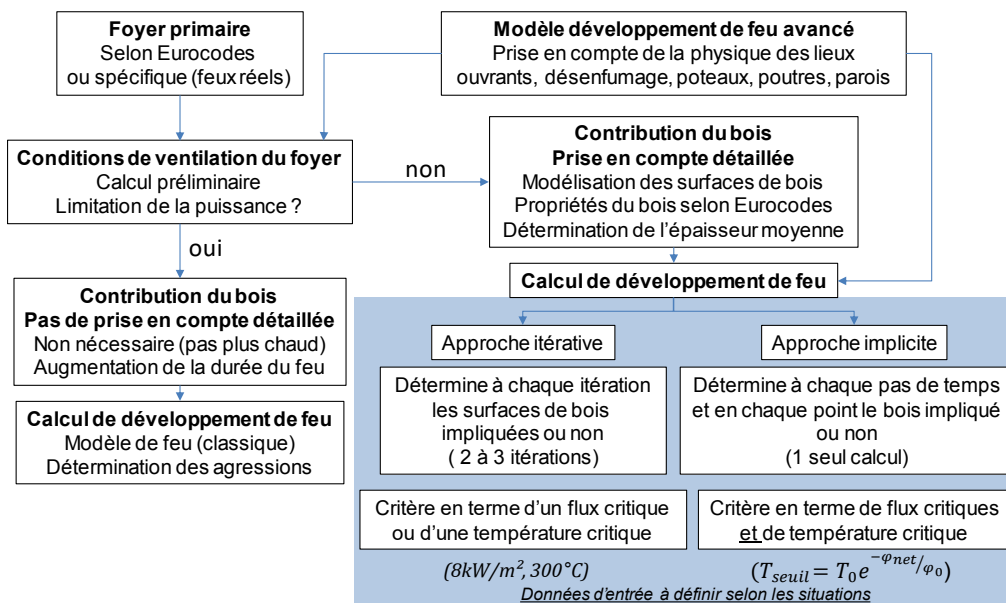 Foyer primaire
Selon Eurocodes
ou spécifique (feux réels)
Modèle développement de feu avancé
Prise en compte de la physique des lieux
ouvrants, désenfumage, poteaux, poutres, parois
Conditions de ventilation du foyer
Calcul préliminaire
Limitation de la puissance ?
non
Contribution du bois
Prise en compte détaillée
Modélisation des surfaces de bois
Propriétés du bois selon Eurocodes
Détermination de l'épaisseur moyenne
oui
Contribution du bois
Pas de prise en compte détaillée
Non nécessaire (pas plus chaud)
Augmentation de la durée du feu
Calcul de développement de feu
Modèle de feu (classique)
Détermination des agressions
Calcul de développement de feu
Approche itérative
Détermine à chaque itération
les surfaces de bois
impliquées ou non
( 2 à 3 itérations)
Critère en terme d'un flux critique
ou d'une température critique
(8kW/m², 300°C)
Approche implicite
Détermine à chaque pas de temps
et en chaque point le bois impliqué
ou non
(1 seul calcul)
Critère en terme de flux critiques
et de température critique
(T_{seuil} = T_0 e^{-φ_{net}/φ_0})
Données d'entrée à définir selon les situations